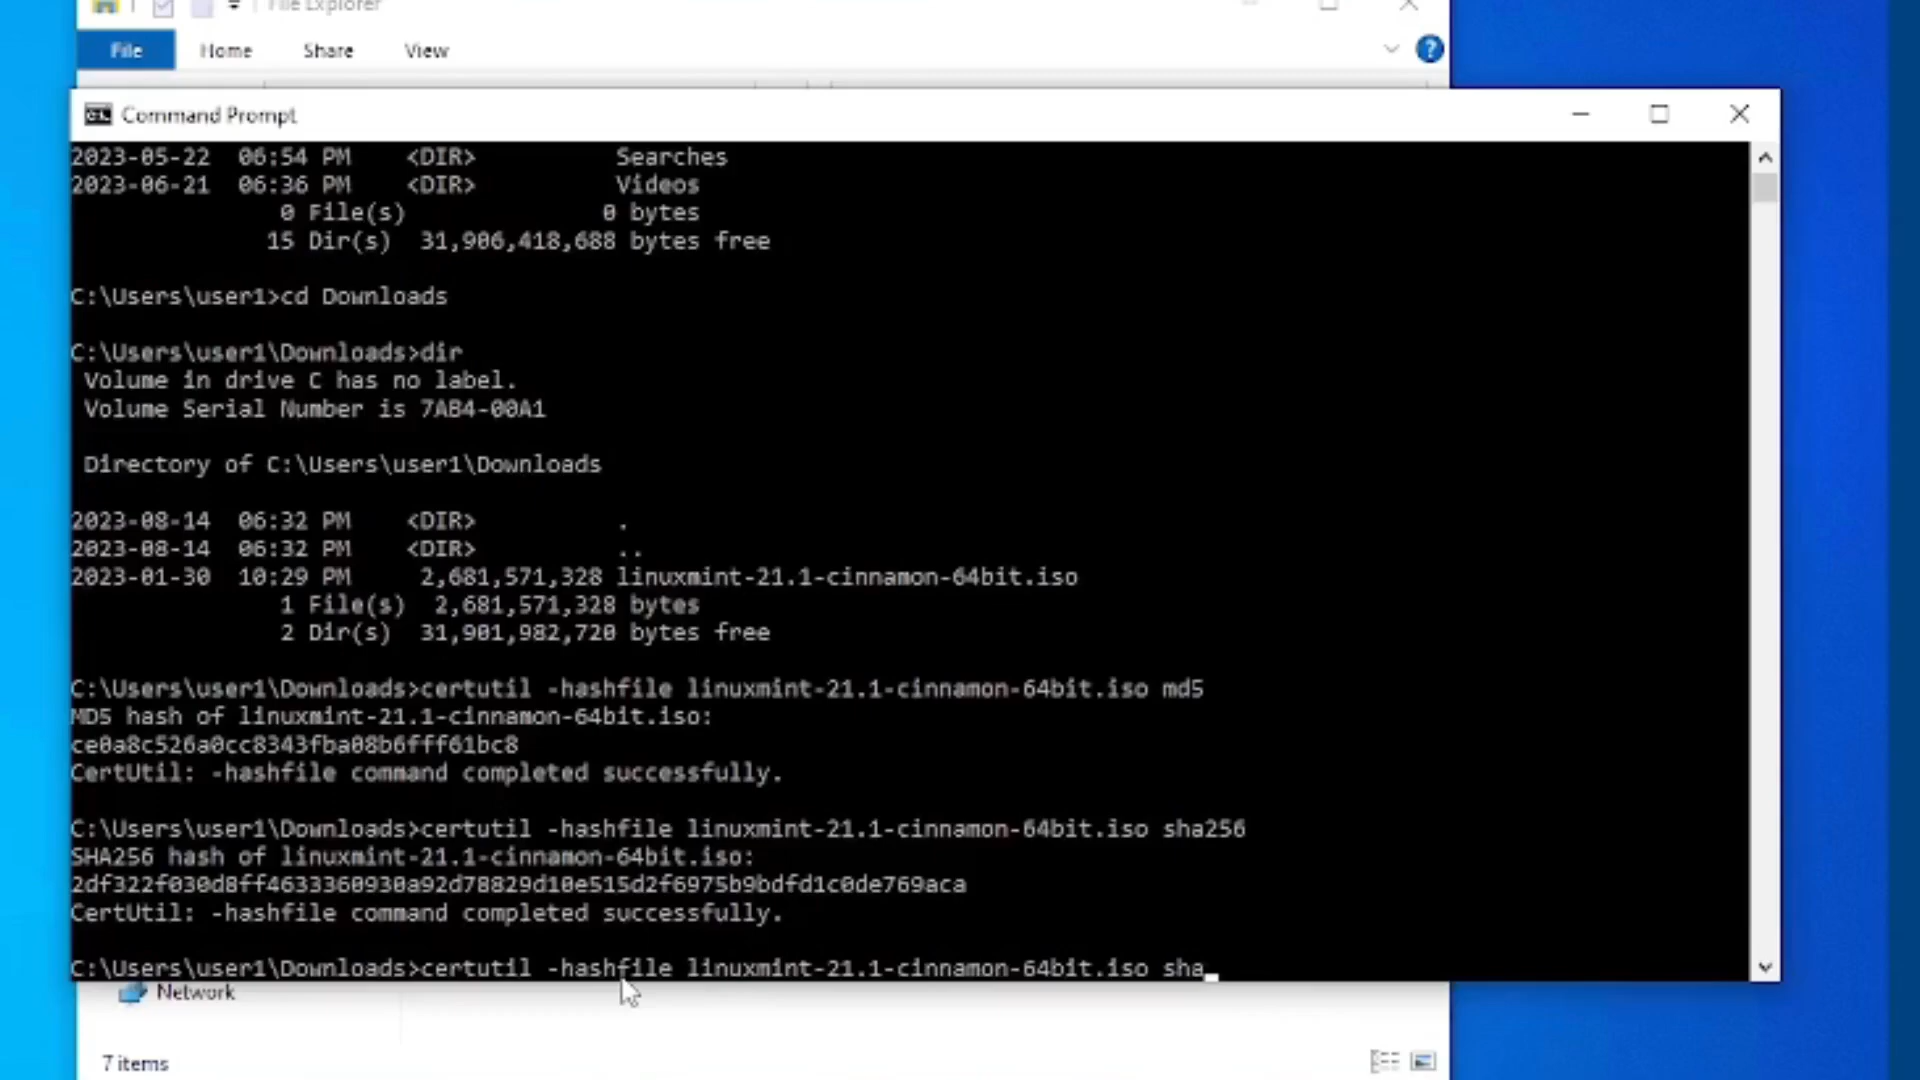 File Explorer
File Home Share View
Command Prompt
2023-05-22  06:54 PM    <DIR>          Searches
2023-06-21  06:36 PM    <DIR>          Videos
               0 File(s)              0 bytes
              15 Dir(s)  31,906,418,688 bytes free
C:\Users\user1>cd Downloads
C:\Users\user1\Downloads>dir
 Volume in drive C has no label.
 Volume Serial Number is 7AB4-00A1
 Directory of C:\Users\user1\Downloads
2023-08-14  06:32 PM    <DIR>          .
2023-08-14  06:32 PM    <DIR>          ..
2023-01-30  10:29 PM     2,681,571,328 linuxmint-21.1-cinnamon-64bit.iso
               1 File(s)  2,681,571,328 bytes
               2 Dir(s)  31,901,982,720 bytes free
C:\Users\user1\Downloads>certutil -hashfile linuxmint-21.1-cinnamon-64bit.iso md5
MD5 hash of linuxmint-21.1-cinnamon-64bit.iso:
ce0a8c526a0cc8343fba08b6fff61bc8
CertUtil: -hashfile command completed successfully.
C:\Users\user1\Downloads>certutil -hashfile linuxmint-21.1-cinnamon-64bit.iso sha256
SHA256 hash of linuxmint-21.1-cinnamon-64bit.iso:
2df322f030d8ff4633360930a92d78829d10e515d2f6975b9bdfd1c0de769aca
CertUtil: -hashfile command completed successfully.
C:\Users\user1\Downloads>certutil -hashfile linuxmint-21.1-cinnamon-64bit.iso sha_
Network
7 items